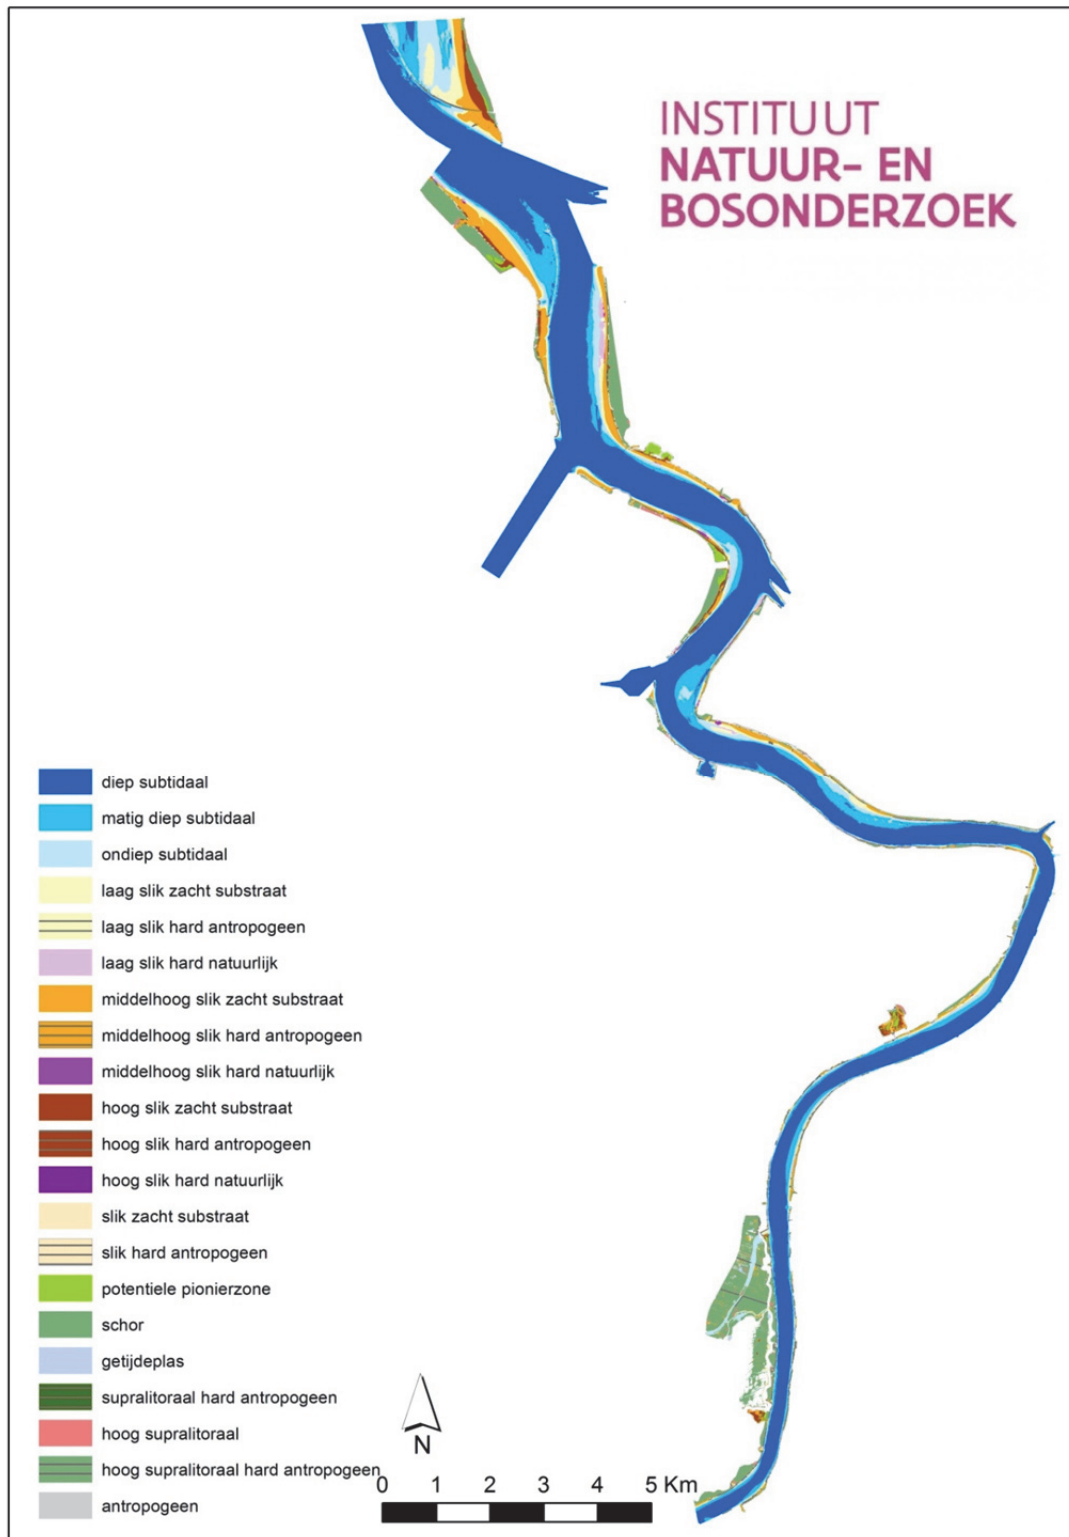 INSTITUUT
NATUUR- EN
BOSONDERZOEK
diep subtidaal
matig diep subtidaal
ondiep subtidaal
laag slik zacht substraat
laag slik hard antropogeen
laag slik hard natuurlijk
middelhoog slik zacht substraat
middelhoog slik hard antropogeen
middelhoog slik hard natuurlijk
hoog slik zacht substraat
hoog slik hard antropogeen
hoog slik hard natuurlijk
slik zacht substraat
slik hard antropogeen
potentiele pionierzone
schor
getijdeplas
supralitoraal hard antropogeen
hoog supralitoraal
hoog supralitoraal hard antropogeen
antropogeen
N
0 1 2 3 4 5 Km